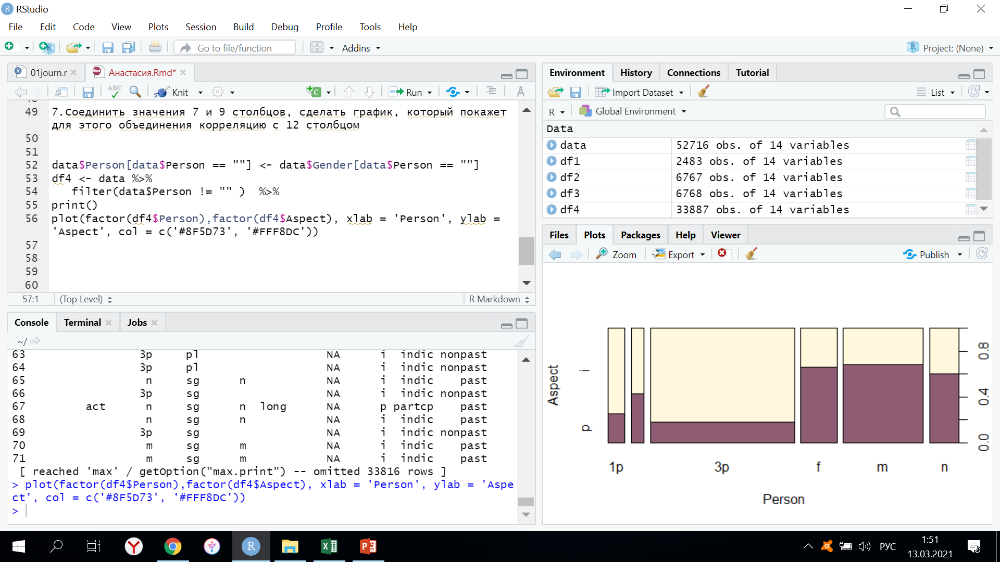 RStudio
File Edit Code View Plots Session Build Debug Profile Tools Help
Go to file/function Addins Project: (None)
01journ.r Анастасия.Rmd*
ABC Knit Run
49 7.Соединить значения 7 и 9 столбцов, сделать график, который покажет
для этого объединения корреляцию с 12 столбцом
50
51
52 data$Person[data$Person == ""] <- data$Gender[data$Person == ""]
53 df4 <- data %>%
54 filter(data$Person != "" ) %>%
55 print()
56 plot(factor(df4$Person),factor(df4$Aspect), xlab = 'Person', ylab =
'Aspect', col = c('#8F5D73', '#FFF8DC'))
57
58
59
60
57:1 (Top Level) R Markdown
Console Terminal Jobs
~/
63 3p pl NA i indic nonpast
64 3p pl NA i indic nonpast
65 n sg n NA i indic past
66 3p sg NA i indic nonpast
67 act n sg n long NA p partcp past
68 n sg n NA i indic past
69 3p sg NA i indic nonpast
70 m sg m NA i indic past
71 m sg m NA i indic past
[ reached 'max' / getOption("max.print") -- omitted 33816 rows ]
> plot(factor(df4$Person),factor(df4$Aspect), xlab = 'Person', ylab = 'Aspe
ct', col = c('#8F5D73', '#FFF8DC'))
>
Environment History Connections Tutorial
Import Dataset List
R Global Environment
Data
data 52716 obs. of 14 variables
df1 2483 obs. of 14 variables
df2 6767 obs. of 14 variables
df3 6768 obs. of 14 variables
df4 33887 obs. of 14 variables
Files Plots Packages Help Viewer
Zoom Export Publish
Aspect
i
p
0.8
0.4
0.0
1p 3p f m n
Person
РУС
1:51
13.03.2021